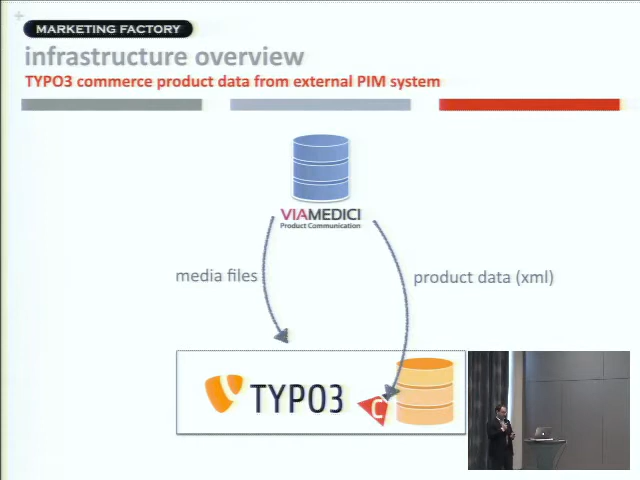 MARKETING FACTORY
infrastructure overview
TYPO3 commerce product data from external PIM system
VIAMEDICI
Product Communication
media files
product data (xml)
TYPO3
C